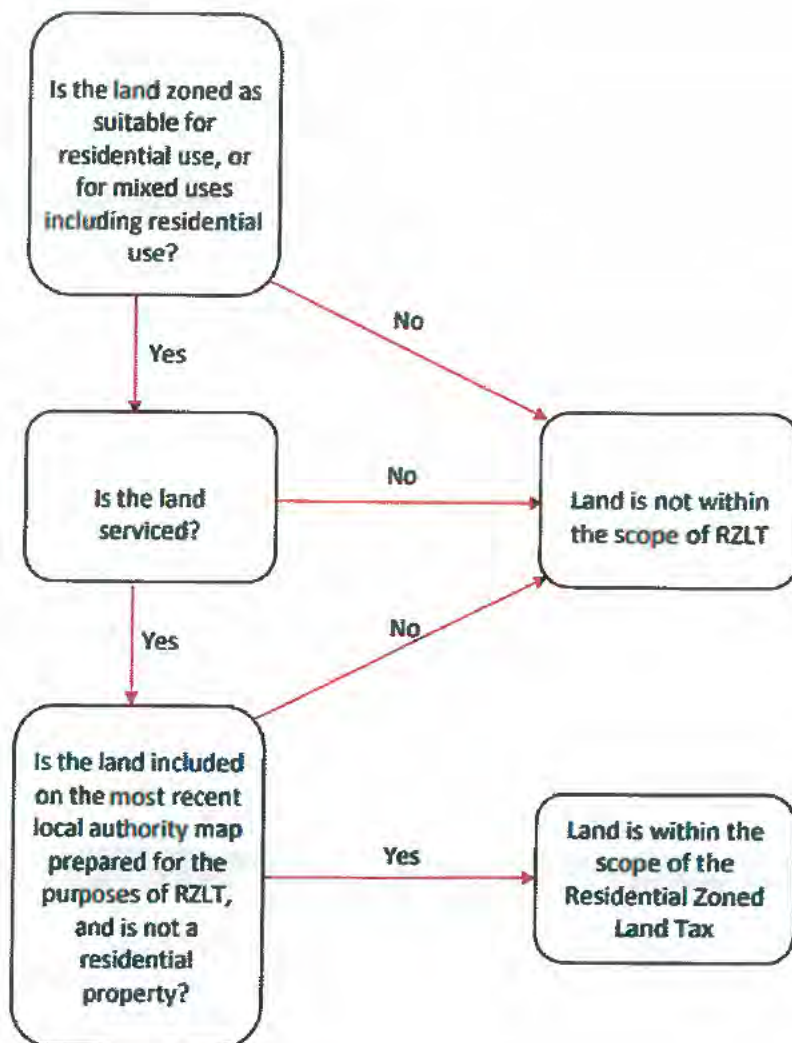 Is the land zoned as
suitable for
residential use, or
for mixed uses
including residential
use?
No
Yes
Is the land
serviced?
No
Land is not within
the scope of RZLT
Yes
No
Is the land included
on the most recent
local authority map
prepared for the
purposes of RZLT,
and is not a
residential
property?
Yes
Land is within the
scope of the
Residential Zoned
Land Tax